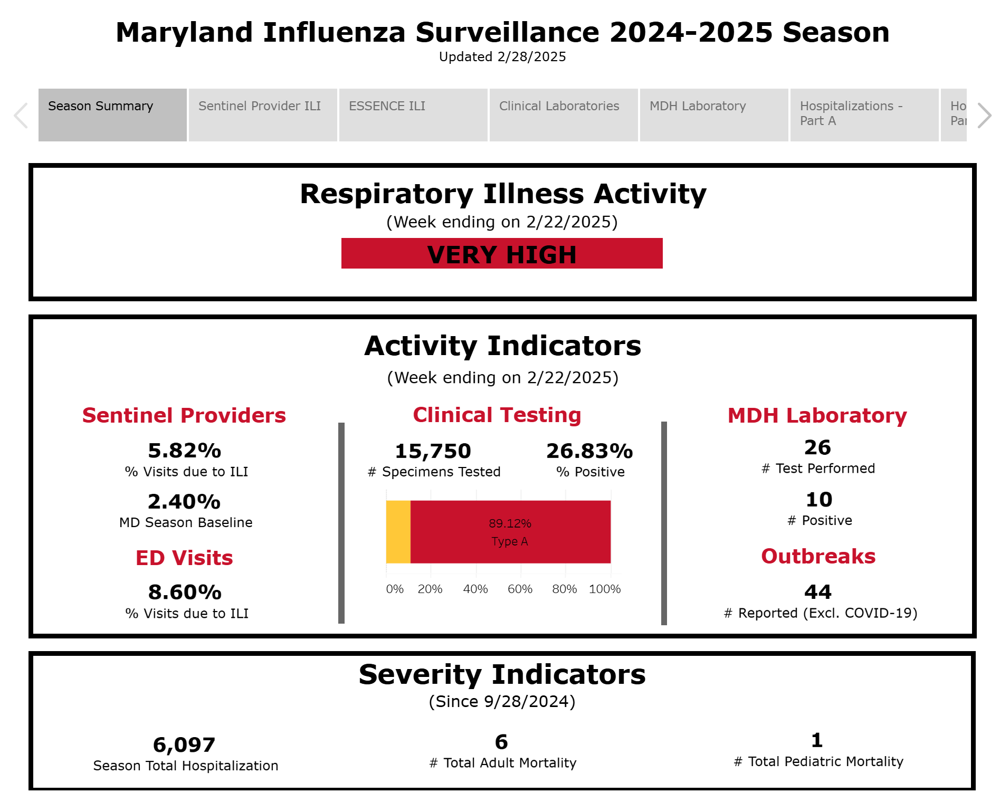 Maryland Influenza Surveillance 2024–2025 Season
Updated 2/28/2025
Season Summary
Sentinel Provider ILI
ESSENCE ILI
Clinical Laboratories
MDH Laboratory
Hospitalizations -
Part A
Respiratory Illness Activity
(Week ending on 2/22/2025)
VERY HIGH
Activity Indicators
(Week ending on 2/22/2025)
Sentinel Providers
5.82%
% Visits due to ILI
2.40%
MD Season Baseline
ED Visits
8.60%
% Visits due to ILI
Clinical Testing
15,750
# Specimens Tested
26.83%
% Positive
89.12%
Type A
0% 20% 40% 60% 80% 100%
MDH Laboratory
26
# Test Performed
10
# Positive
Outbreaks
44
# Reported (Excl. COVID-19)
Severity Indicators
(Since 9/28/2024)
6,097
Season Total Hospitalization
6
# Total Adult Mortality
1
# Total Pediatric Mortality